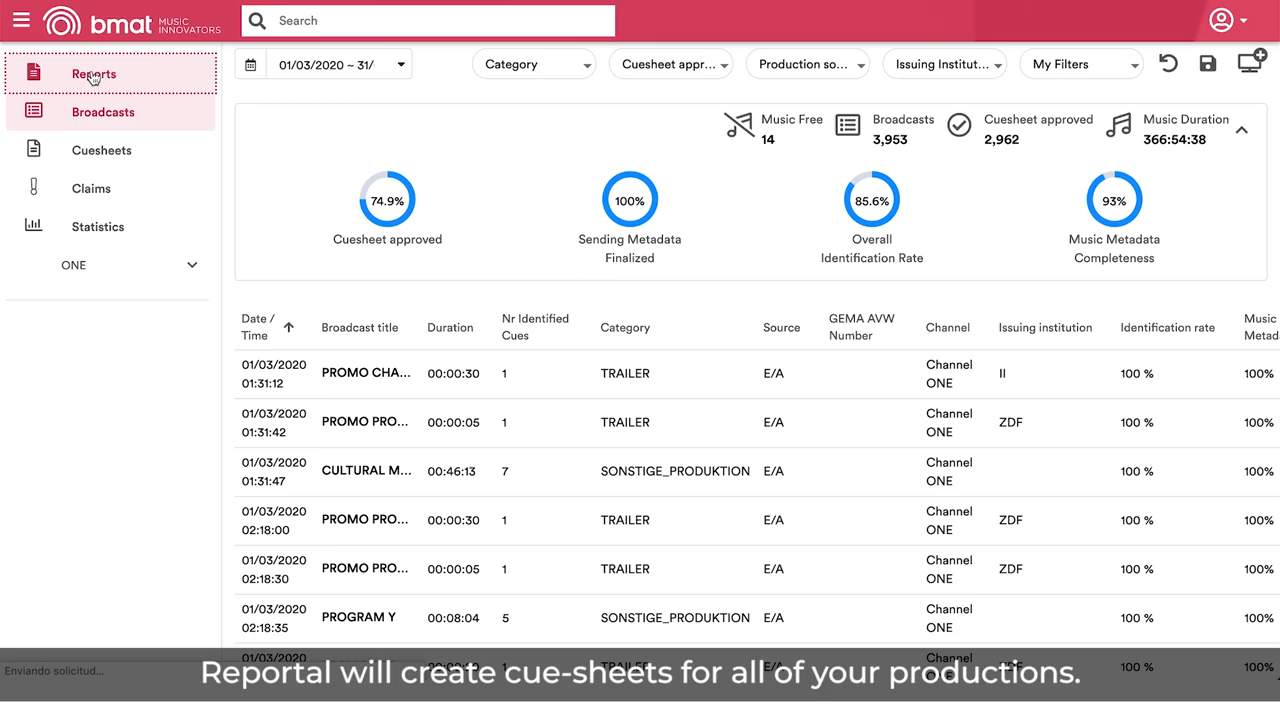 bmat MUSIC INNOVATORS
Search
01/03/2020 ~ 31/
Category
Cuesheet appr...
Production so...
Issuing Institut...
My Filters
Reports
Broadcasts
Cuesheets
Claims
Statistics
ONE
Music Free
14
Broadcasts
3,953
Cuesheet approved
2,962
Music Duration
366:54:38
74.9%
Cuesheet approved
100%
Sending Metadata
Finalized
85.6%
Overall
Identification Rate
93%
Music Metadata
Completeness
Date / Time Broadcast title Duration Nr Identified Cues Category Source GEMA AVW Number Channel Issuing institution Identification rate Music Metada
01/03/2020 01:31:12 PROMO CHA... 00:00:30 1 TRAILER E/A Channel ONE II 100 % 100%
01/03/2020 01:31:42 PROMO PRO... 00:00:05 1 TRAILER E/A Channel ONE ZDF 100 % 100%
01/03/2020 01:31:47 CULTURAL M... 00:46:13 7 SONSTIGE_PRODUKTION E/A Channel ONE 100 % 100%
01/03/2020 02:18:00 PROMO PRO... 00:00:30 1 TRAILER E/A Channel ONE ZDF 100 % 100%
01/03/2020 02:18:30 PROMO PRO... 00:00:05 1 TRAILER E/A Channel ONE ZDF 100 % 100%
01/03/2020 02:18:35 PROGRAM Y 00:08:04 5 SONSTIGE_PRODUKTION E/A Channel ONE 100 % 100%
01/03/2020 1 E/A Channel ONE 100 % 100%
Enviando solicitud...
Reportal will create cue-sheets for all of your productions.